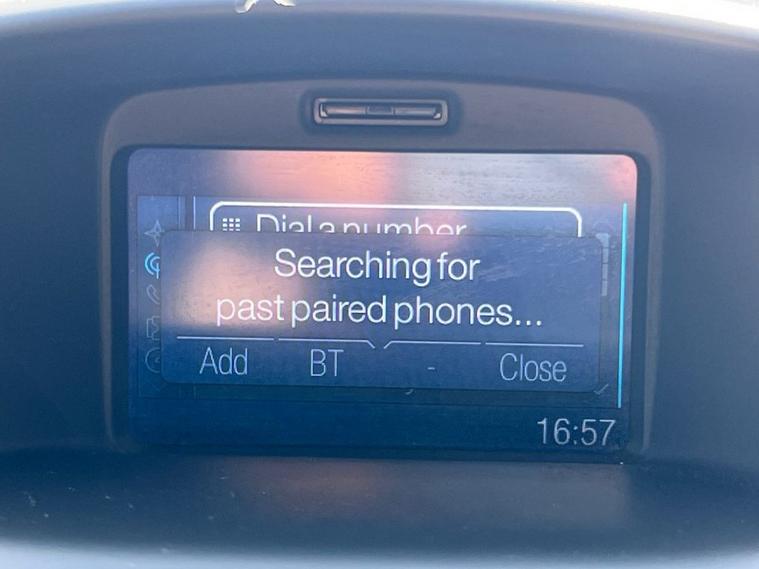 Dial a number
Searching for
past paired phones...
Add BT - Close
16:57